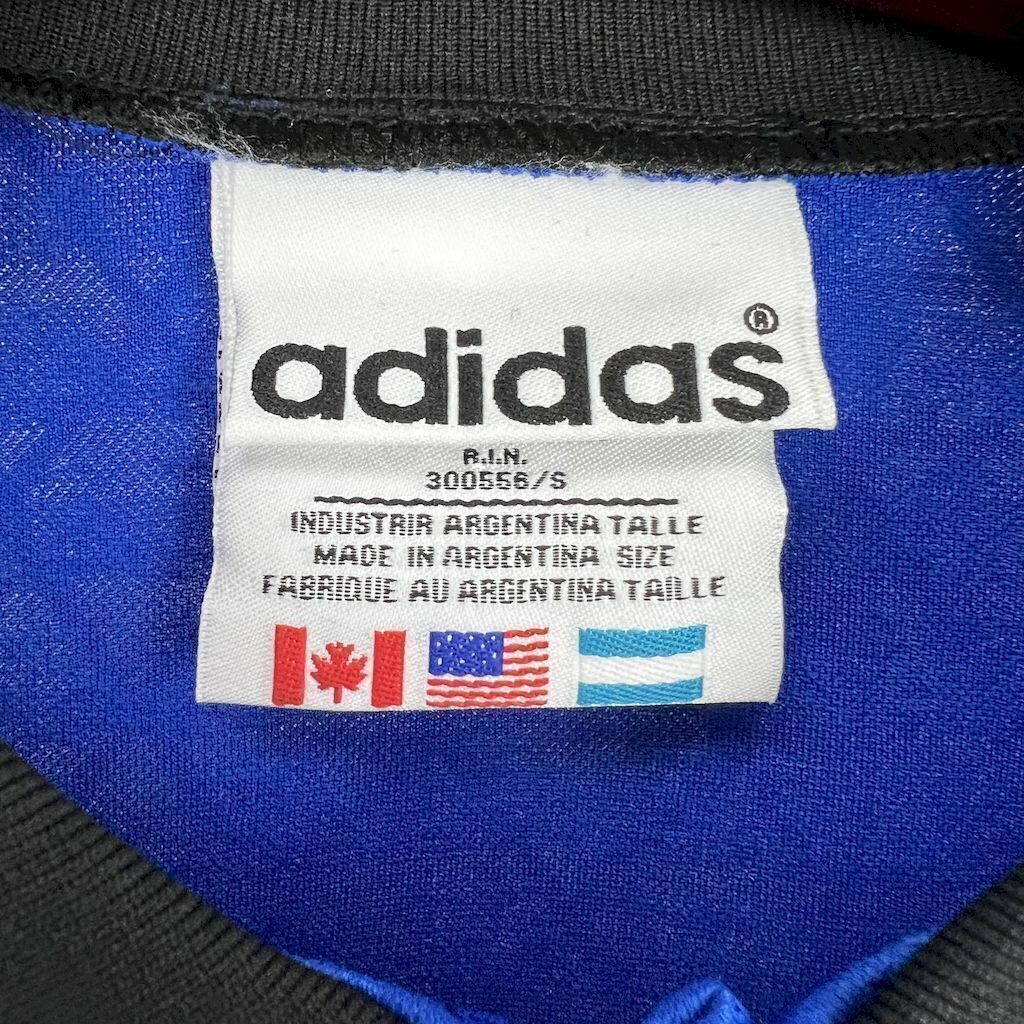 adidas®
R.I.N.
300556/S
INDUSTRIR ARGENTINA TALLE
MADE IN ARGENTINA SIZE
FABRIQUE AU ARGENTINA TAILLE